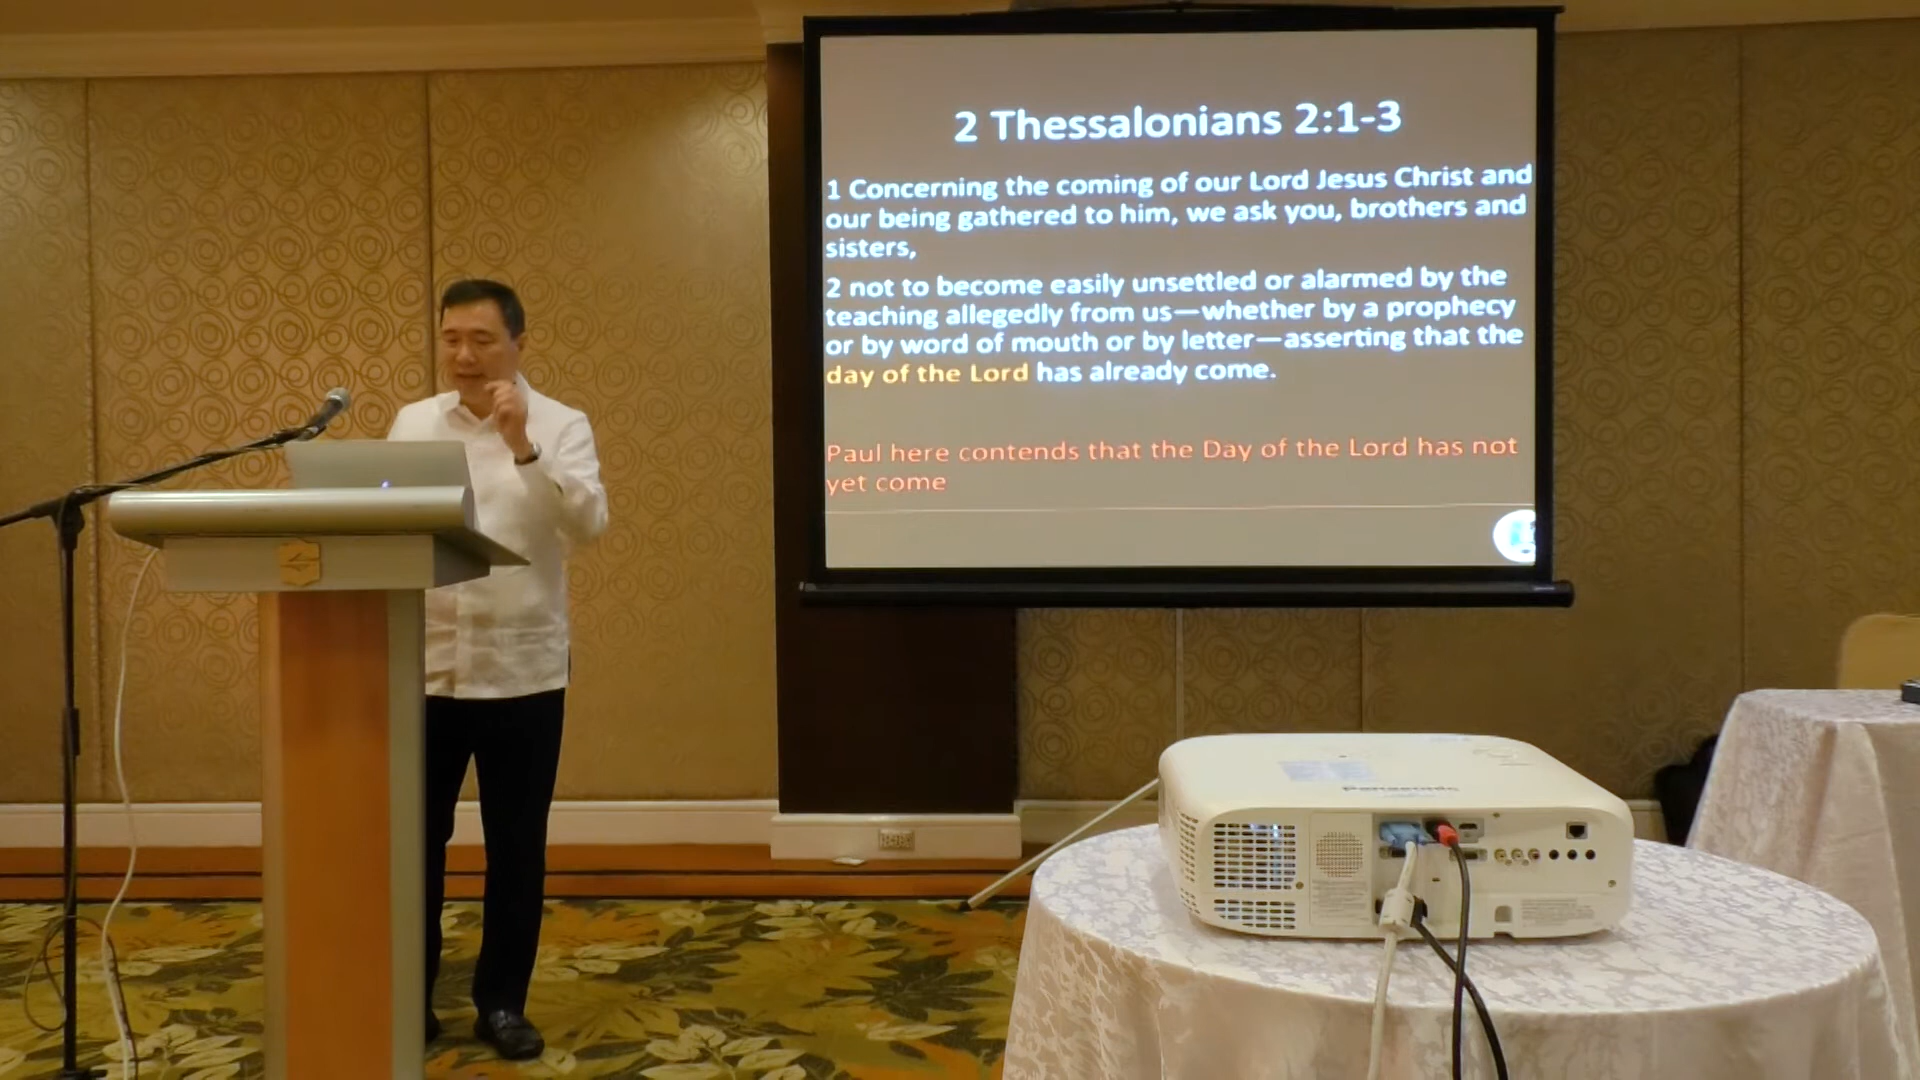 2 Thessalonians 2:1-3
1 Concerning the coming of our Lord Jesus Christ and
our being gathered to him, we ask you, brothers and
sisters,
2 not to become easily unsettled or alarmed by the
teaching allegedly from us—whether by a prophecy
or by word of mouth or by letter—asserting that the
day of the Lord has already come.
Paul here contends that the Day of the Lord has not
yet come
Panasonic